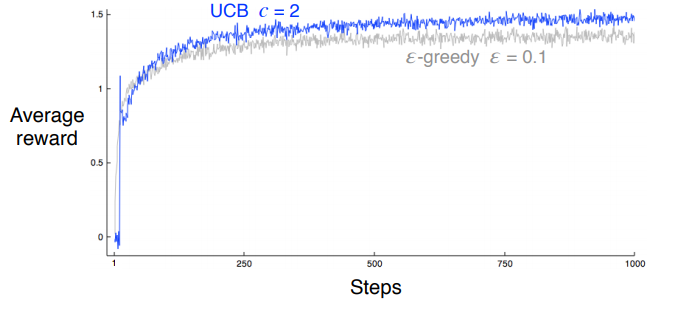 UCB c = 2
1.5
ε-greedy ε = 0.1
1
Average
reward
0.5
0
1
250
500
750
1000
Steps